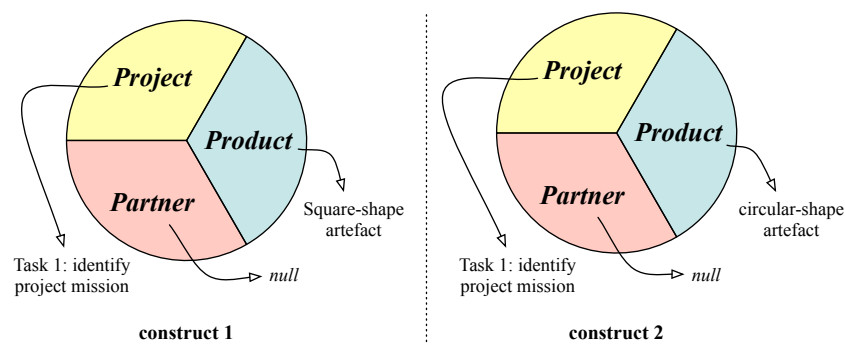 Project
Product
Partner
Square-shape
artefact
Task 1: identify
project mission
null
construct 1
Project
Product
Partner
circular-shape
artefact
Task 1: identify
project mission
null
construct 2